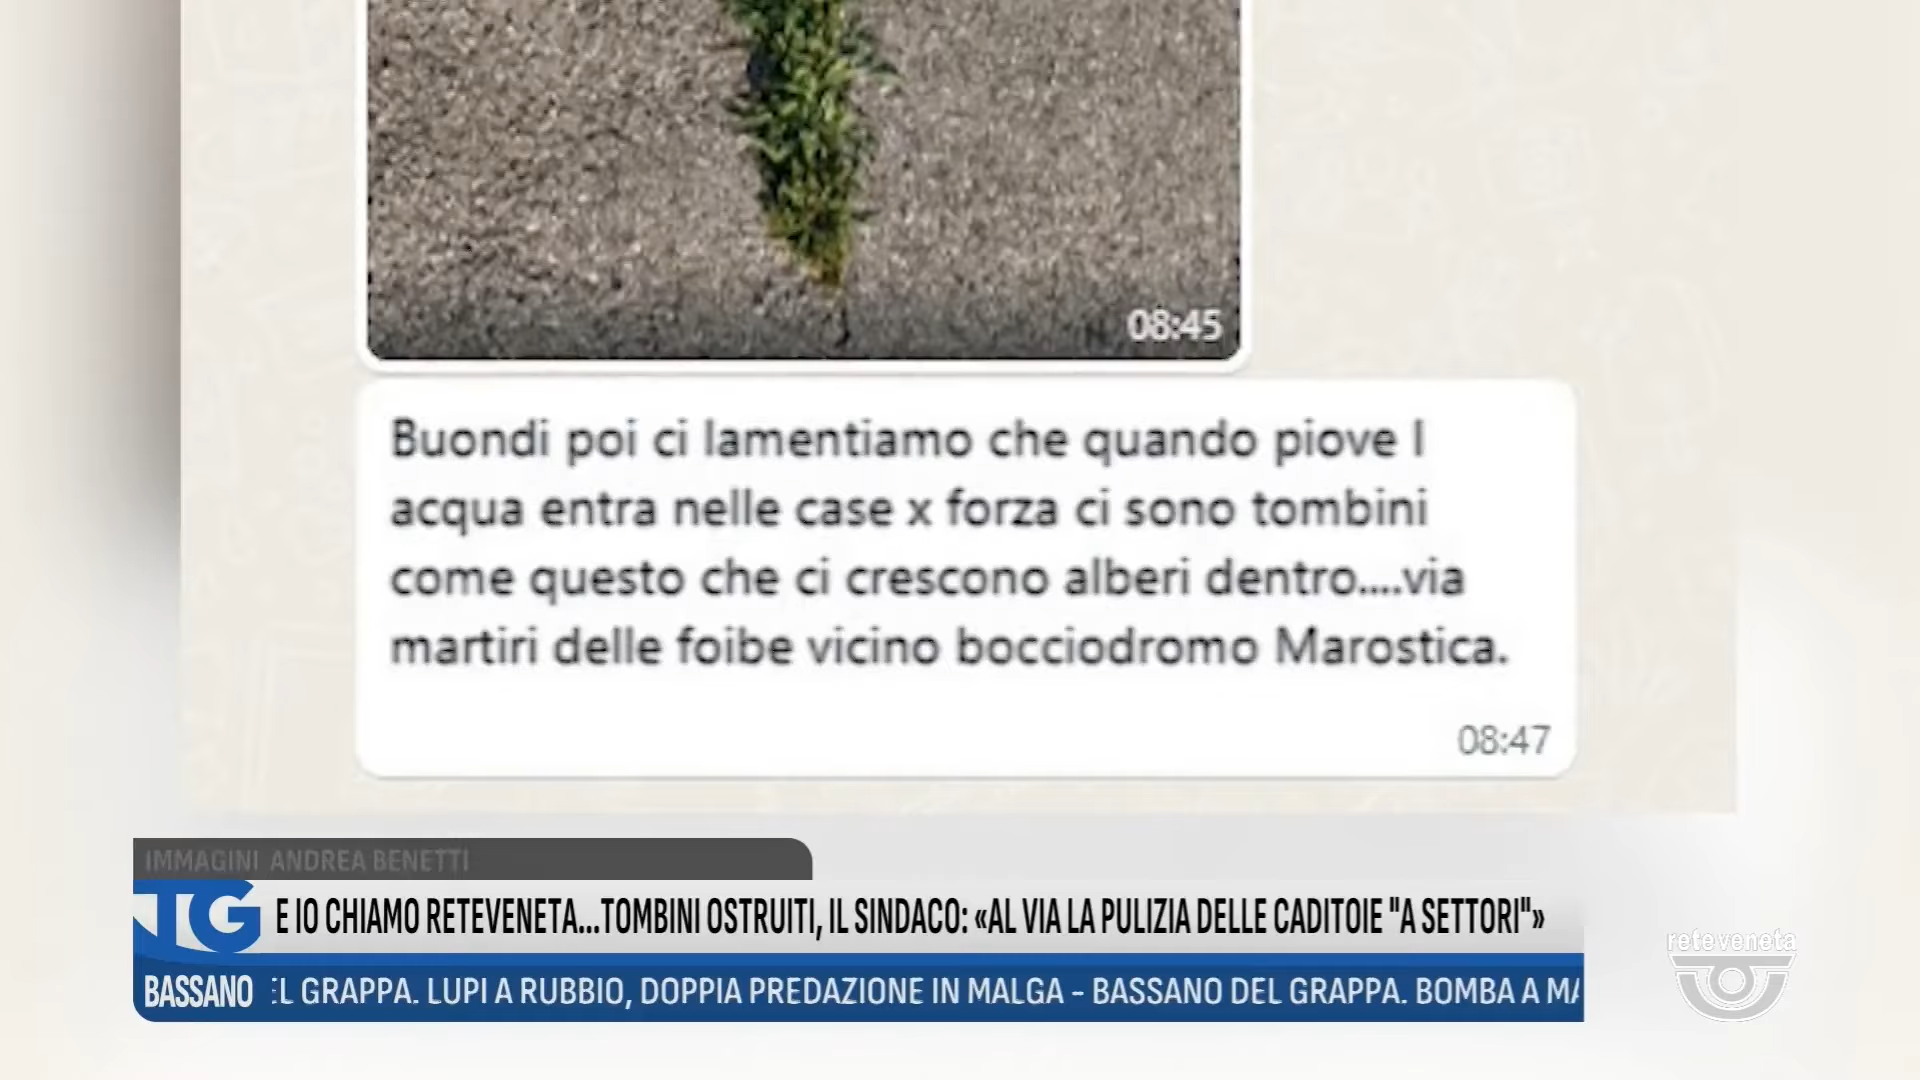 08:45
Buondi poi ci lamentiamo che quando piove l
acqua entra nelle case x forza ci sono tombini
come questo che ci crescono alberi dentro....via
martiri delle foibe vicino bocciodromo Marostica.
08:47
IMMAGINI ANDREA BENETTI
TG E IO CHIAMO RETEVENETA...TOMBINI OSTRUITI, IL SINDACO: «AL VIA LA PULIZIA DELLE CADITOIE "A SETTORI"»
BASSANO EL GRAPPA. LUPI A RUBBIO, DOPPIA PREDAZIONE IN MALGA - BASSANO DEL GRAPPA. BOMBA A MA
reteveneta